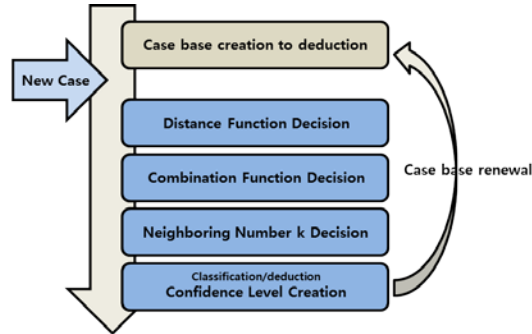 Case base creation to deduction
New Case
Distance Function Decision
Combination Function Decision
Case base renewal
Neighboring Number k Decision
Classification/deduction
Confidence Level Creation